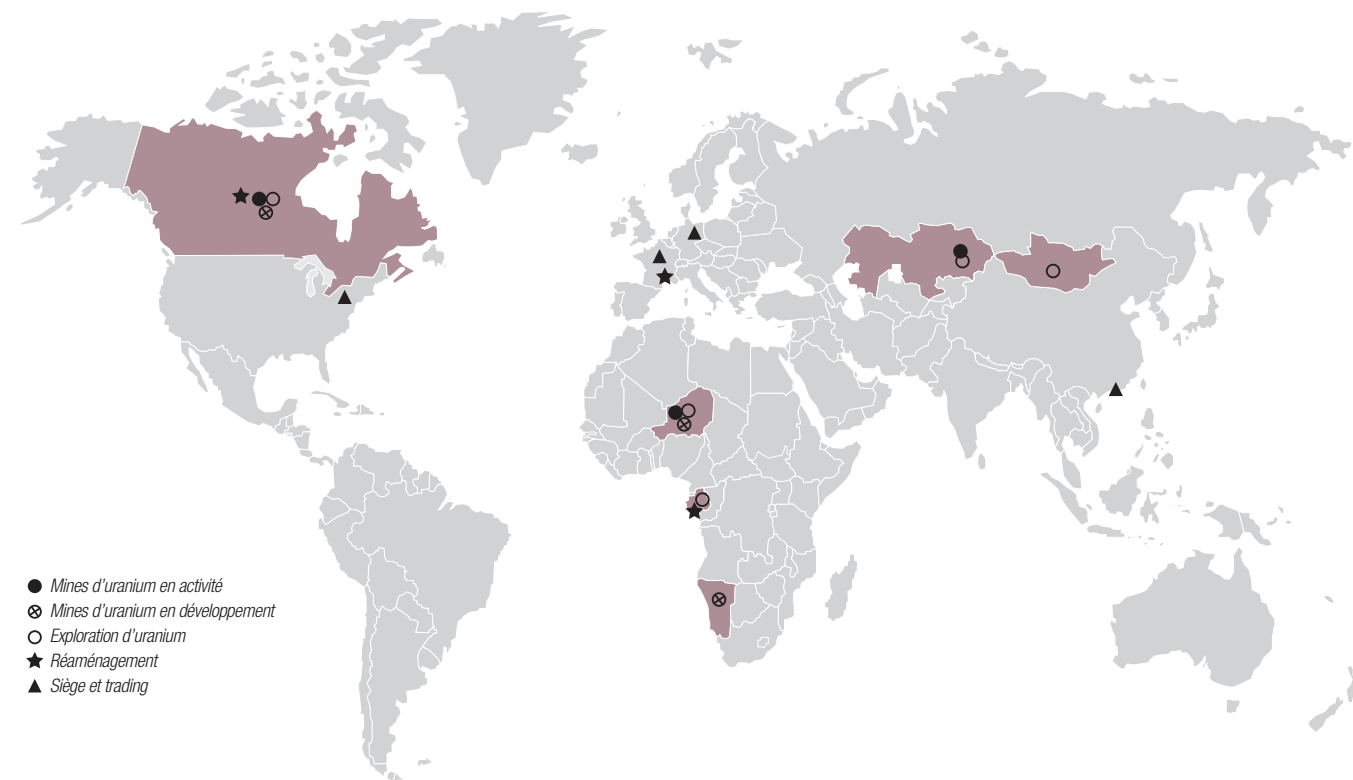 Mines d'uranium en activité
Mines d'uranium en développement
Exploration d'uranium
Réaménagement
Siège et trading